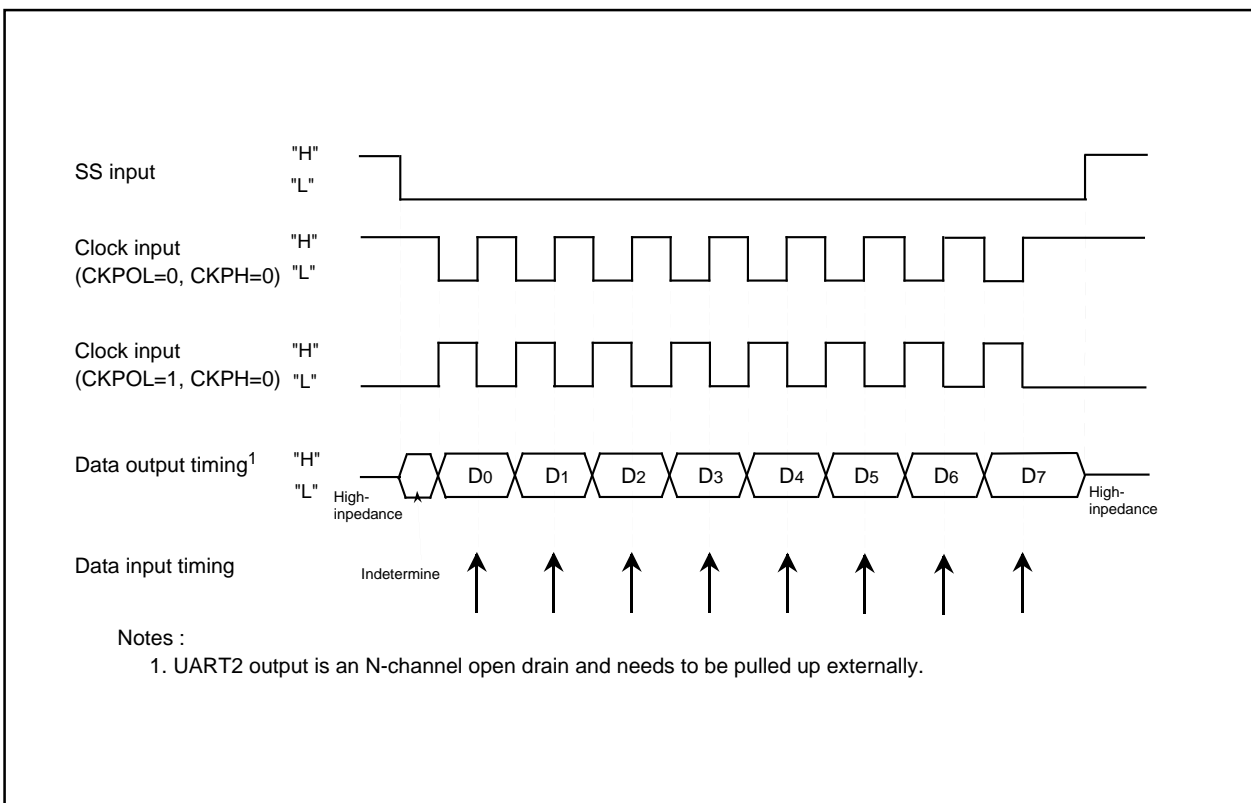 SS input
"H"
"L"
Clock input
(CKPOL=0, CKPH=0)
"H"
"L"
Clock input
(CKPOL=1, CKPH=0)
"H"
"L"
Data output timing1
"H"
"L"
High-
inpedance
D0 D1 D2 D3 D4 D5 D6 D7
High-
inpedance
Data input timing
Indetermine
Notes :
1. UART2 output is an N-channel open drain and needs to be pulled up externally.